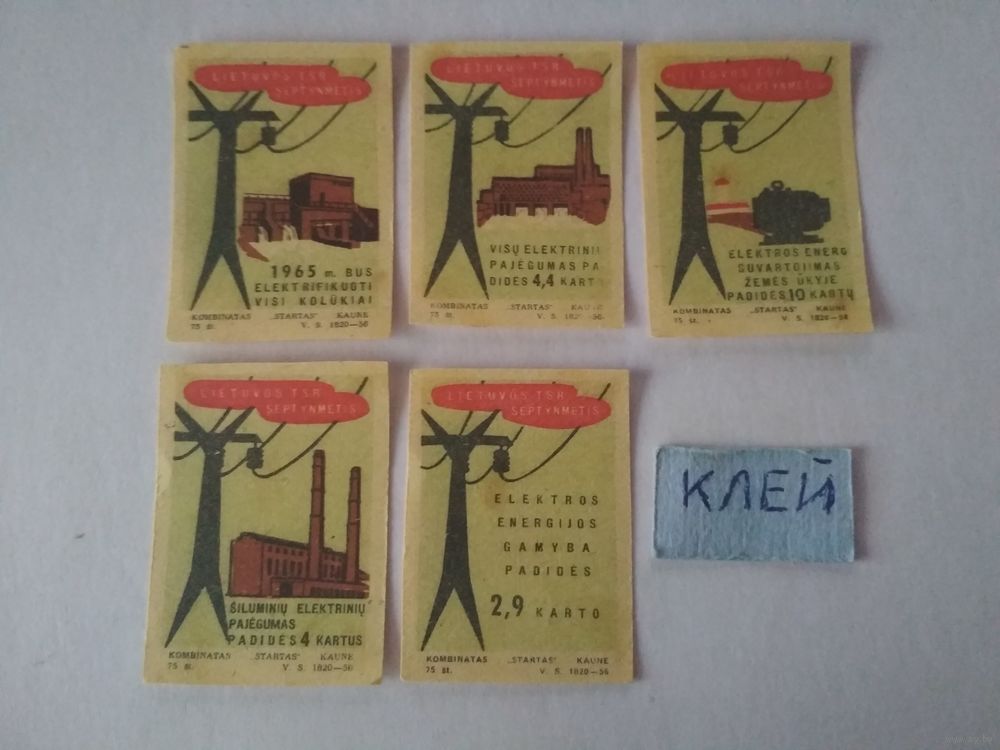 LIETUVOS TSR
SEPTYNMETIS
1965 m. BUS
ELEKTRIFIKUOTI
VISI KOLŪKIAI
KOMBINATAS „STARTAS" KAUNE
75 št. V. S. 1820—56
LIETUVOS TSR
SEPTYNMETIS
VISŲ ELEKTRINI
PAJĖGUMAS PA
DIDĖS 4,4 KART
KOMBINATAS „STARTAS" KAUNE
75 št. V. S. 1820—56
LIETUVOS TSR
SEPTYNMETIS
ELEKTROS ENERG
SUVARTOJIMAS
ŽEMĖS ŪKYJE
PADIDĖS 10 KARTŲ
KOMBINATAS „STARTAS" KAUNE
75 št. V. S. 1820—54
LIETUVOS TSR
SEPTYNMETIS
ŠILUMINIŲ ELEKTRINIŲ
PAJĖGUMAS
PADIDĖS 4 KARTUS
KOMBINATAS „STARTAS" KAUNE
75 št. V. S. 1820—56
LIETUVOS TSR
SEPTYNMETIS
ELEKTROS
ENERGIJOS
GAMYBA
PADIDĖS
2,9 KARTO
KOMBINATAS „STARTAS" KAUNE
75 št. V. S. 1820—56
КЛЕЙ